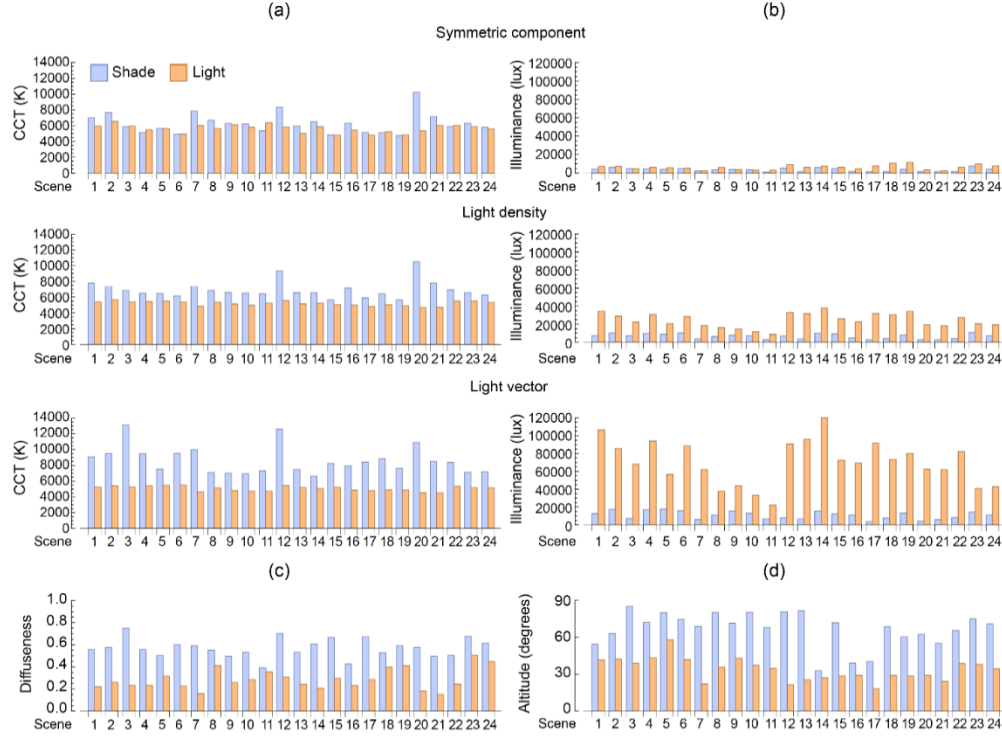 (a)
(b)
Symmetric component
CCT (K)
14000
12000
10000
8000
6000
4000
2000
0
Shade
Light
Scene 1 2 3 4 5 6 7 8 9 10 11 12 13 14 15 16 17 18 19 20 21 22 23 24
Illuminance (lux)
120000
100000
80000
60000
40000
20000
0
Scene 1 2 3 4 5 6 7 8 9 10 11 12 13 14 15 16 17 18 19 20 21 22 23 24
Light density
CCT (K)
14000
12000
10000
8000
6000
4000
2000
0
Scene 1 2 3 4 5 6 7 8 9 10 11 12 13 14 15 16 17 18 19 20 21 22 23 24
Illuminance (lux)
120000
100000
80000
60000
40000
20000
0
Scene 1 2 3 4 5 6 7 8 9 10 11 12 13 14 15 16 17 18 19 20 21 22 23 24
Light vector
CCT (K)
14000
12000
10000
8000
6000
4000
2000
0
Scene 1 2 3 4 5 6 7 8 9 10 11 12 13 14 15 16 17 18 19 20 21 22 23 24
Illuminance (lux)
120000
100000
80000
60000
40000
20000
0
Scene 1 2 3 4 5 6 7 8 9 10 11 12 13 14 15 16 17 18 19 20 21 22 23 24
(c)
(d)
Diffuseness
1.0
0.8
0.6
0.4
0.2
0.0
Scene 1 2 3 4 5 6 7 8 9 10 11 12 13 14 15 16 17 18 19 20 21 22 23 24
Altitude (degrees)
90
60
30
0
Scene 1 2 3 4 5 6 7 8 9 10 11 12 13 14 15 16 17 18 19 20 21 22 23 24